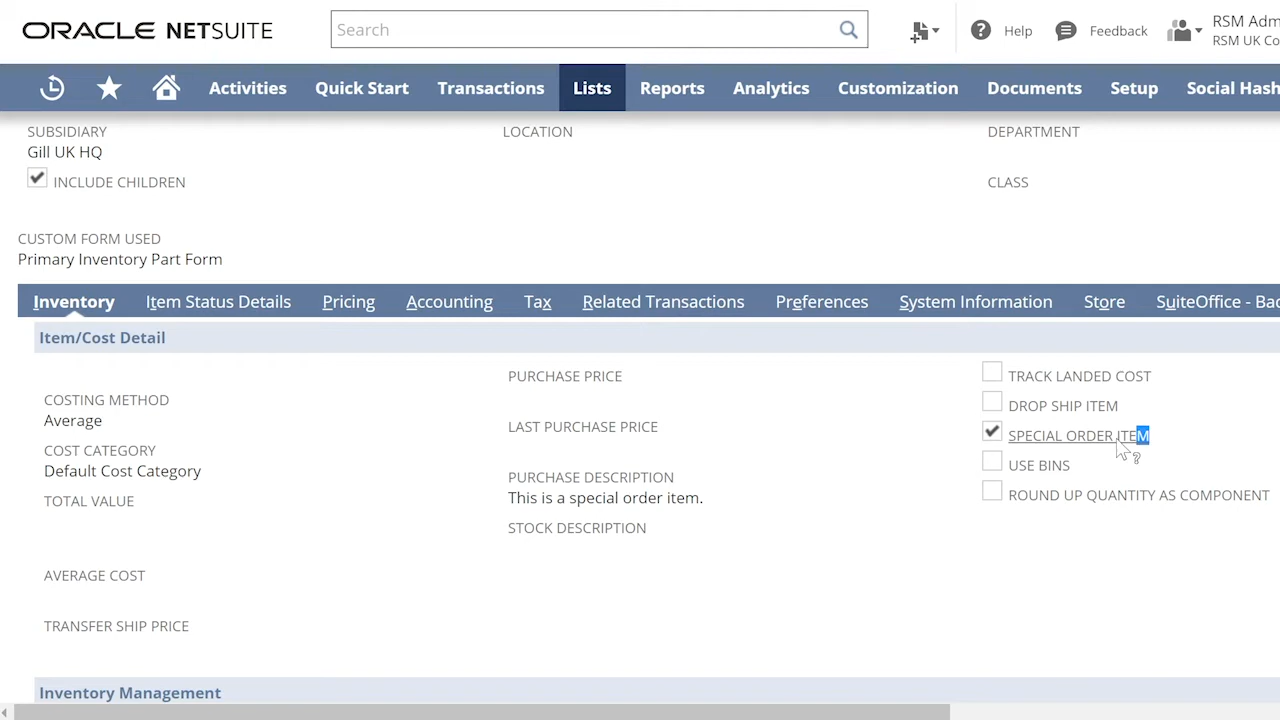 ORACLE NETSUITE
Search
Help
Feedback
RSM Adm
RSM UK Co
Activities
Quick Start
Transactions
Lists
Reports
Analytics
Customization
Documents
Setup
Social Hash
SUBSIDIARY
Gill UK HQ
INCLUDE CHILDREN
LOCATION
DEPARTMENT
CLASS
CUSTOM FORM USED
Primary Inventory Part Form
Inventory
Item Status Details
Pricing
Accounting
Tax
Related Transactions
Preferences
System Information
Store
SuiteOffice - Bac
Item/Cost Detail
COSTING METHOD
Average
COST CATEGORY
Default Cost Category
TOTAL VALUE
AVERAGE COST
TRANSFER SHIP PRICE
PURCHASE PRICE
LAST PURCHASE PRICE
PURCHASE DESCRIPTION
This is a special order item.
STOCK DESCRIPTION
TRACK LANDED COST
DROP SHIP ITEM
SPECIAL ORDER ITEM
USE BINS
ROUND UP QUANTITY AS COMPONENT
Inventory Management